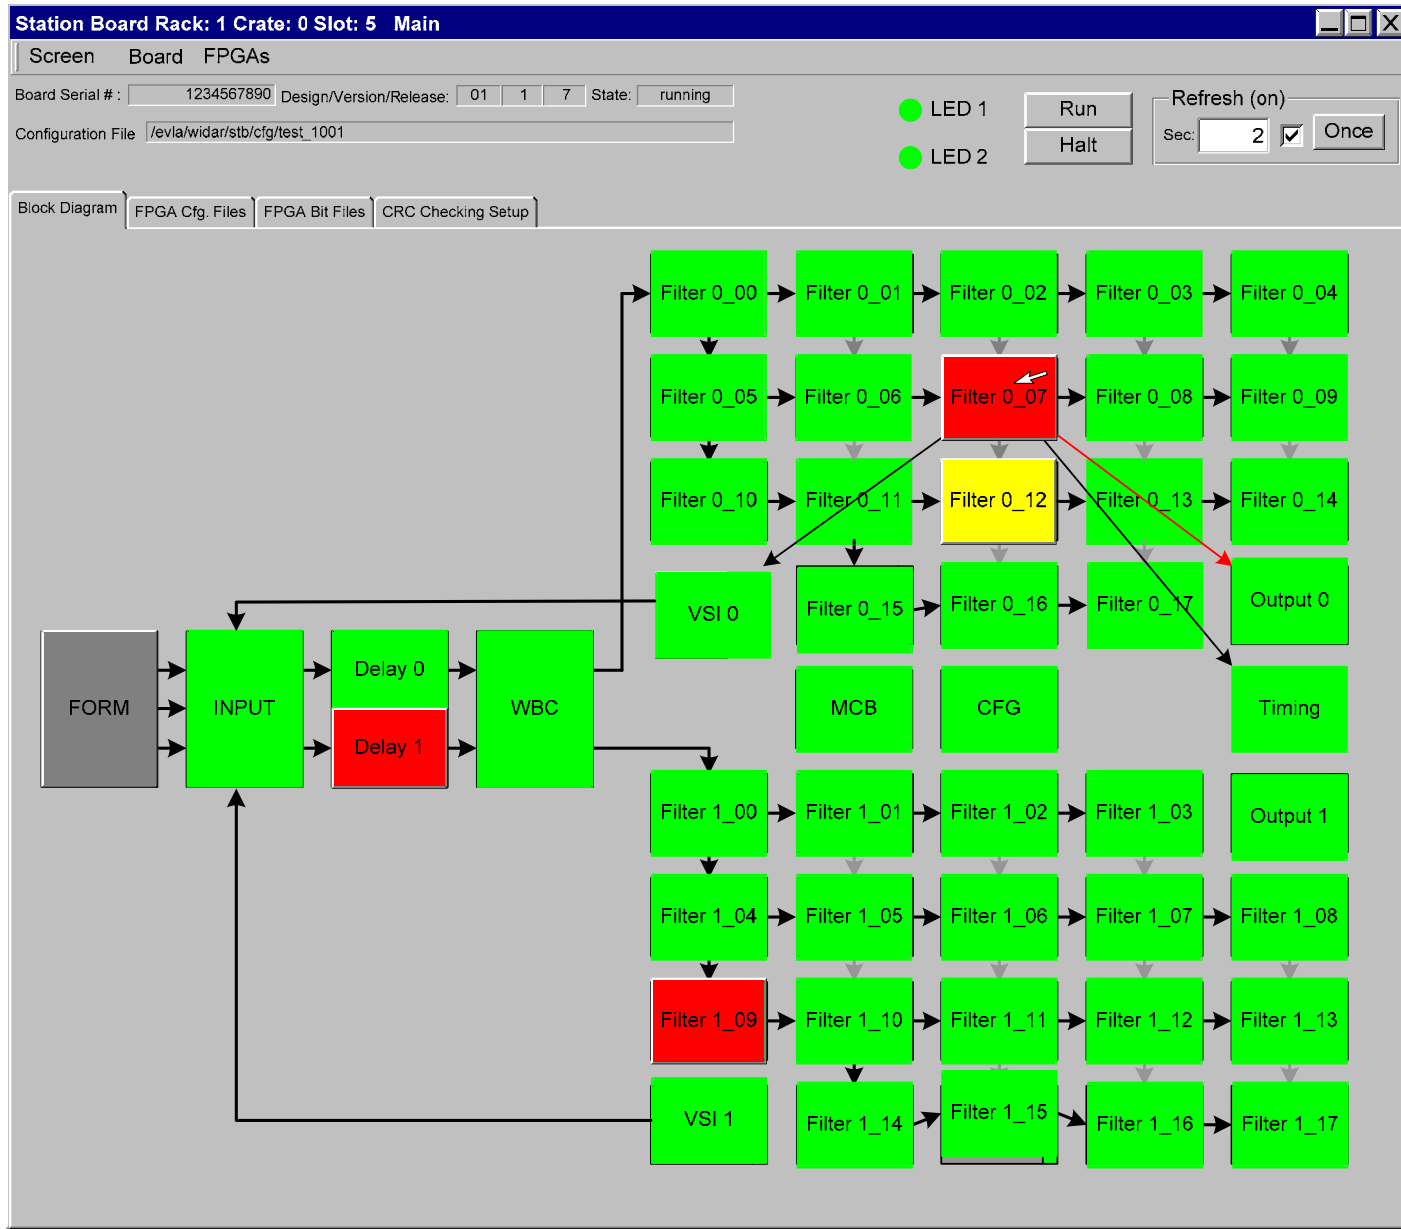 Station Board Rack: 1 Crate: 0 Slot: 5 Main
Screen Board FPGAs
Board Serial # : 1234567890 Design/Version/Release: 01 1 7 State: running
Configuration File /evla/widar/stb/cfg/test_1001
LED 1
LED 2
Run
Halt
Refresh (on)
Sec: 2 Once
Block Diagram FPGA Cfg. Files FPGA Bit Files CRC Checking Setup
Filter 0_00 Filter 0_01 Filter 0_02 Filter 0_03 Filter 0_04
Filter 0_05 Filter 0_06 Filter 0_07 Filter 0_08 Filter 0_09
Filter 0_10 Filter 0_11 Filter 0_12 Filter 0_13 Filter 0_14
VSI 0 Filter 0_15 Filter 0_16 Filter 0_17 Output 0
Delay 0
FORM INPUT WBC MCB CFG Timing
Delay 1
Filter 1_00 Filter 1_01 Filter 1_02 Filter 1_03 Output 1
Filter 1_04 Filter 1_05 Filter 1_06 Filter 1_07 Filter 1_08
Filter 1_09 Filter 1_10 Filter 1_11 Filter 1_12 Filter 1_13
VSI 1 Filter 1_14 Filter 1_15 Filter 1_16 Filter 1_17